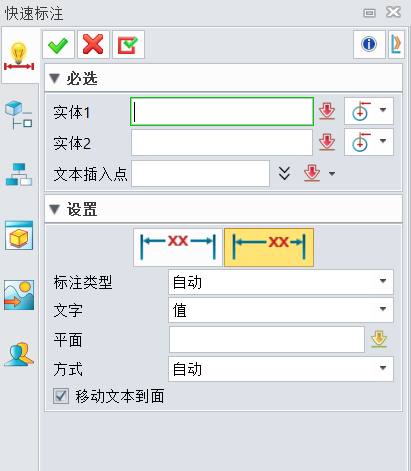 快速标注
必选
实体1
实体2
文本插入点
设置
XX XX
标注类型 自动
文字 值
平面
方式 自动
移动文本到面